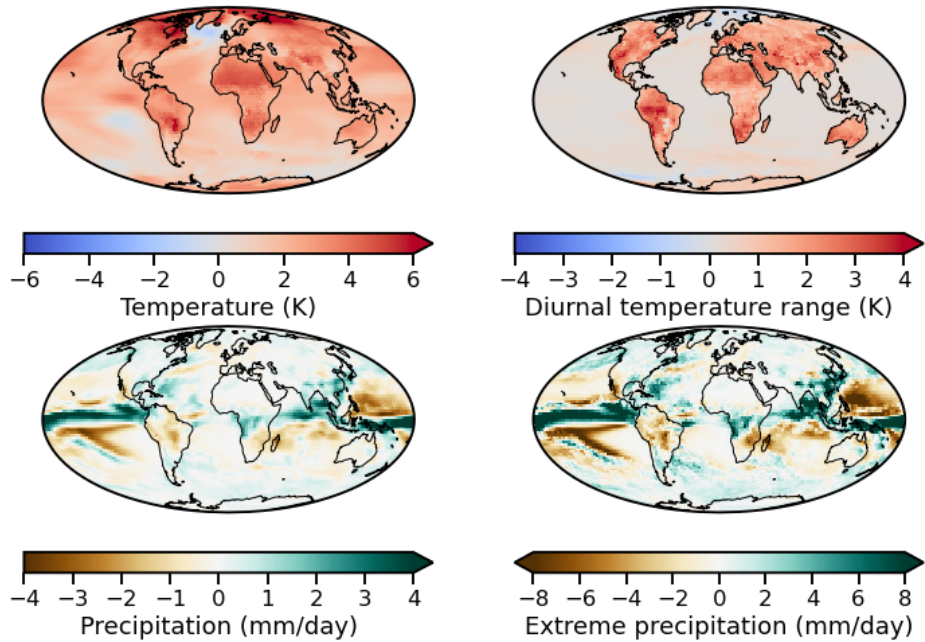 −6 −4 −2 0 2 4 6
Temperature (K)
−4 −3 −2 −1 0 1 2 3 4
Diurnal temperature range (K)
−4 −3 −2 −1 0 1 2 3 4
Precipitation (mm/day)
−8 −6 −4 −2 0 2 4 6 8
Extreme precipitation (mm/day)